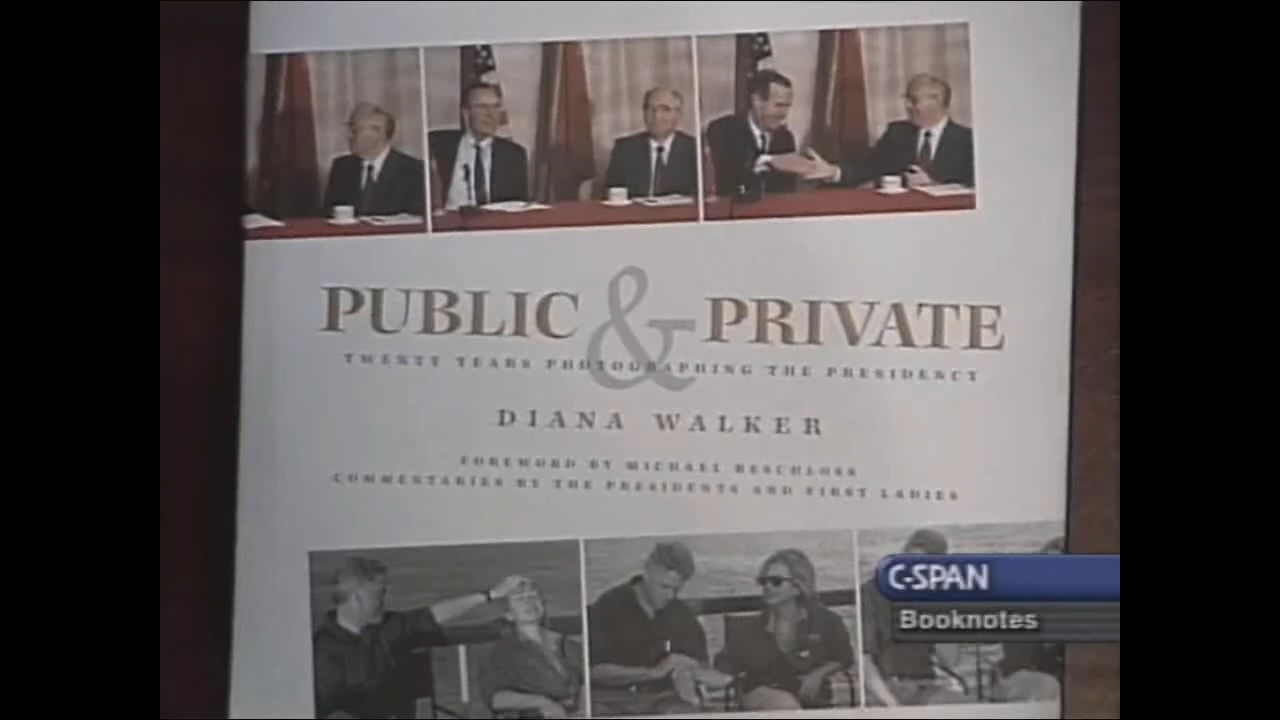 PUBLIC & PRIVATE
TWENTY YEARS PHOTOGRAPHING THE PRESIDENCY
DIANA WALKER
FOREWORD BY MICHAEL BESCHLOSS
COMMENTARIES BY THE PRESIDENTS AND FIRST LADIES
C-SPAN
Booknotes